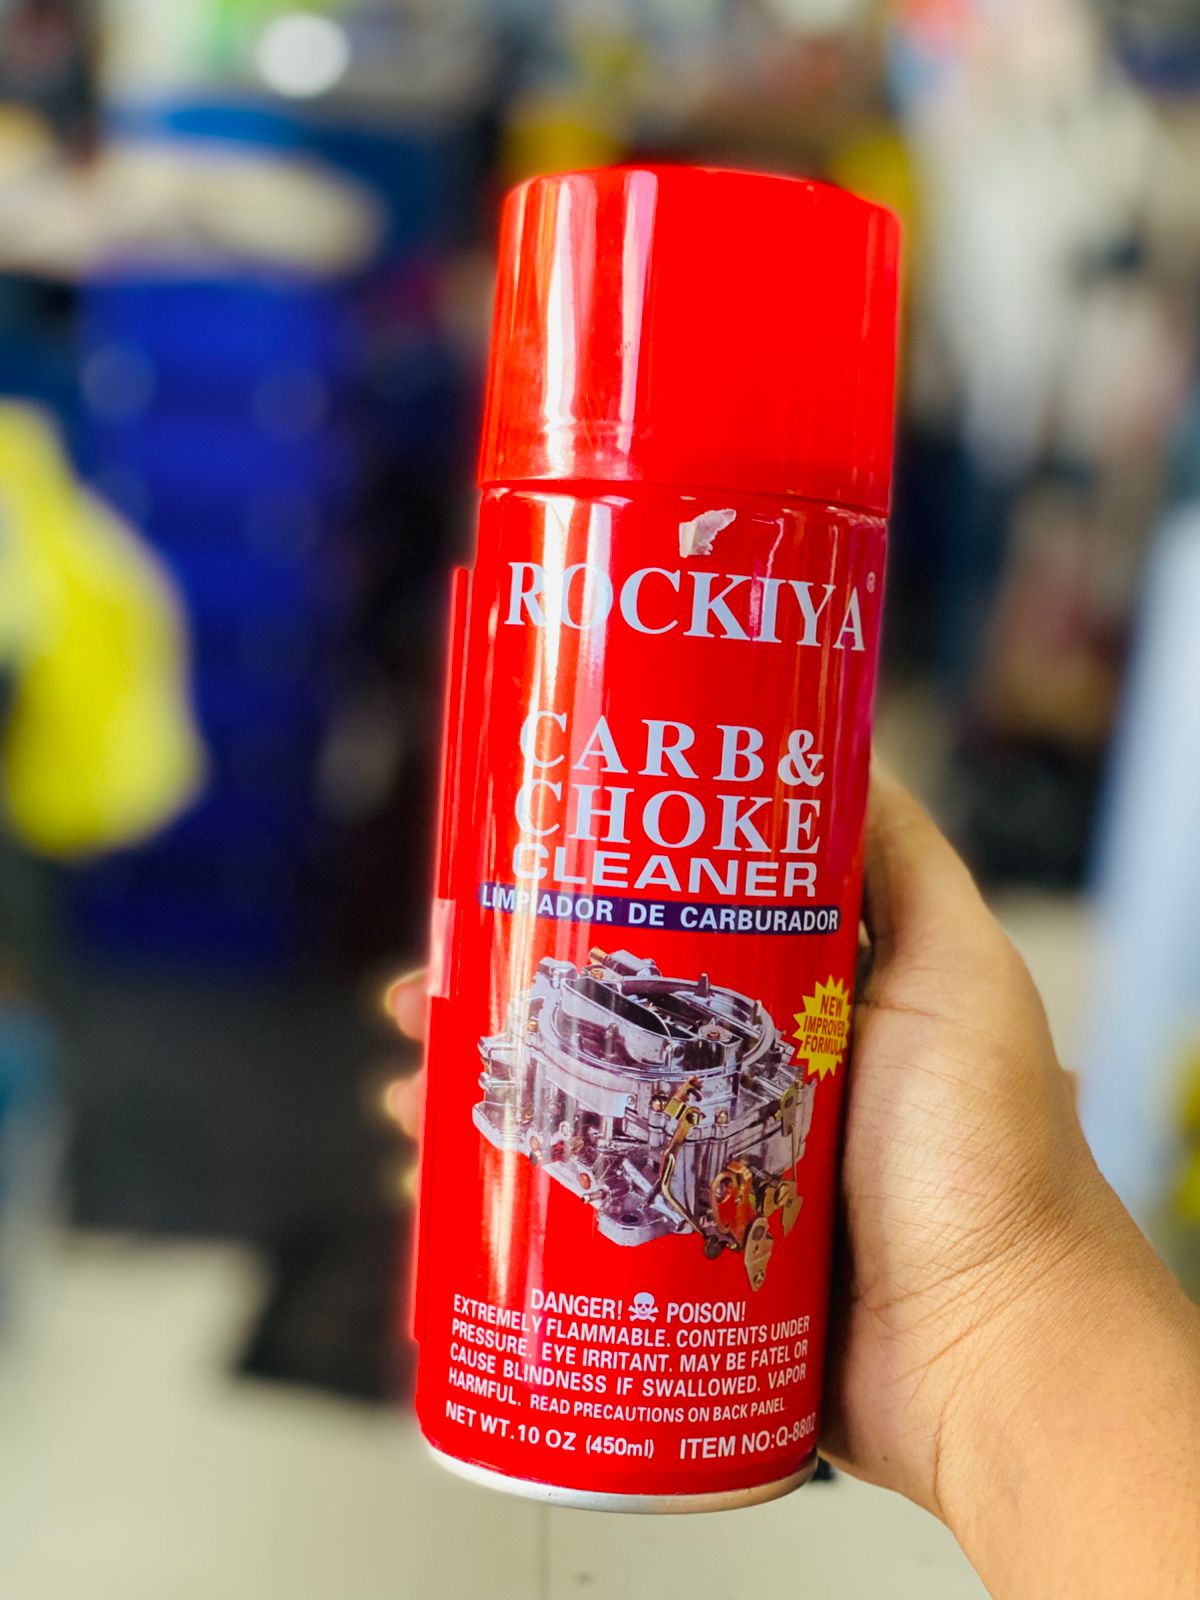 ROCKIYA®
CARB &
CHOKE
CLEANER
LIMPIADOR DE CARBURADOR
NEW
IMPROVED
FORMULA
DANGER! POISON!
EXTREMELY FLAMMABLE. CONTENTS UNDER
PRESSURE. EYE IRRITANT. MAY BE FATEL OR
CAUSE BLINDNESS IF SWALLOWED. VAPOR
HARMFUL. READ PRECAUTIONS ON BACK PANEL
NET WT.10 OZ (450ml) ITEM NO:Q-8802